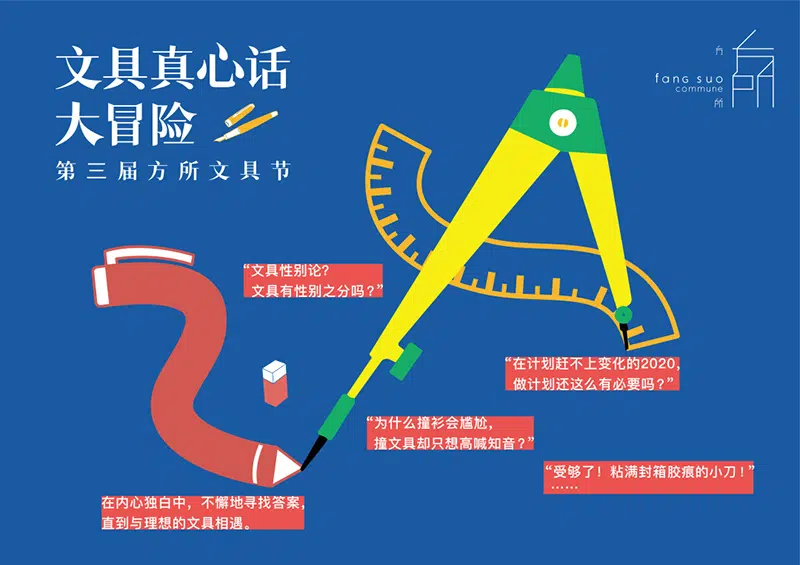 文具真心话
大冒险
第三届方所文具节
方
所
fang suo
commune
“文具性别论？
文具有性别之分吗？”
“在计划赶不上变化的2020，
做计划还这么有必要吗？”
“为什么撞衫会尴尬，
撞文具却只想高喊知音？”
“受够了！粘满封箱胶痕的小刀！”
……
在内心独白中，不懈地寻找答案，
直到与理想的文具相遇。